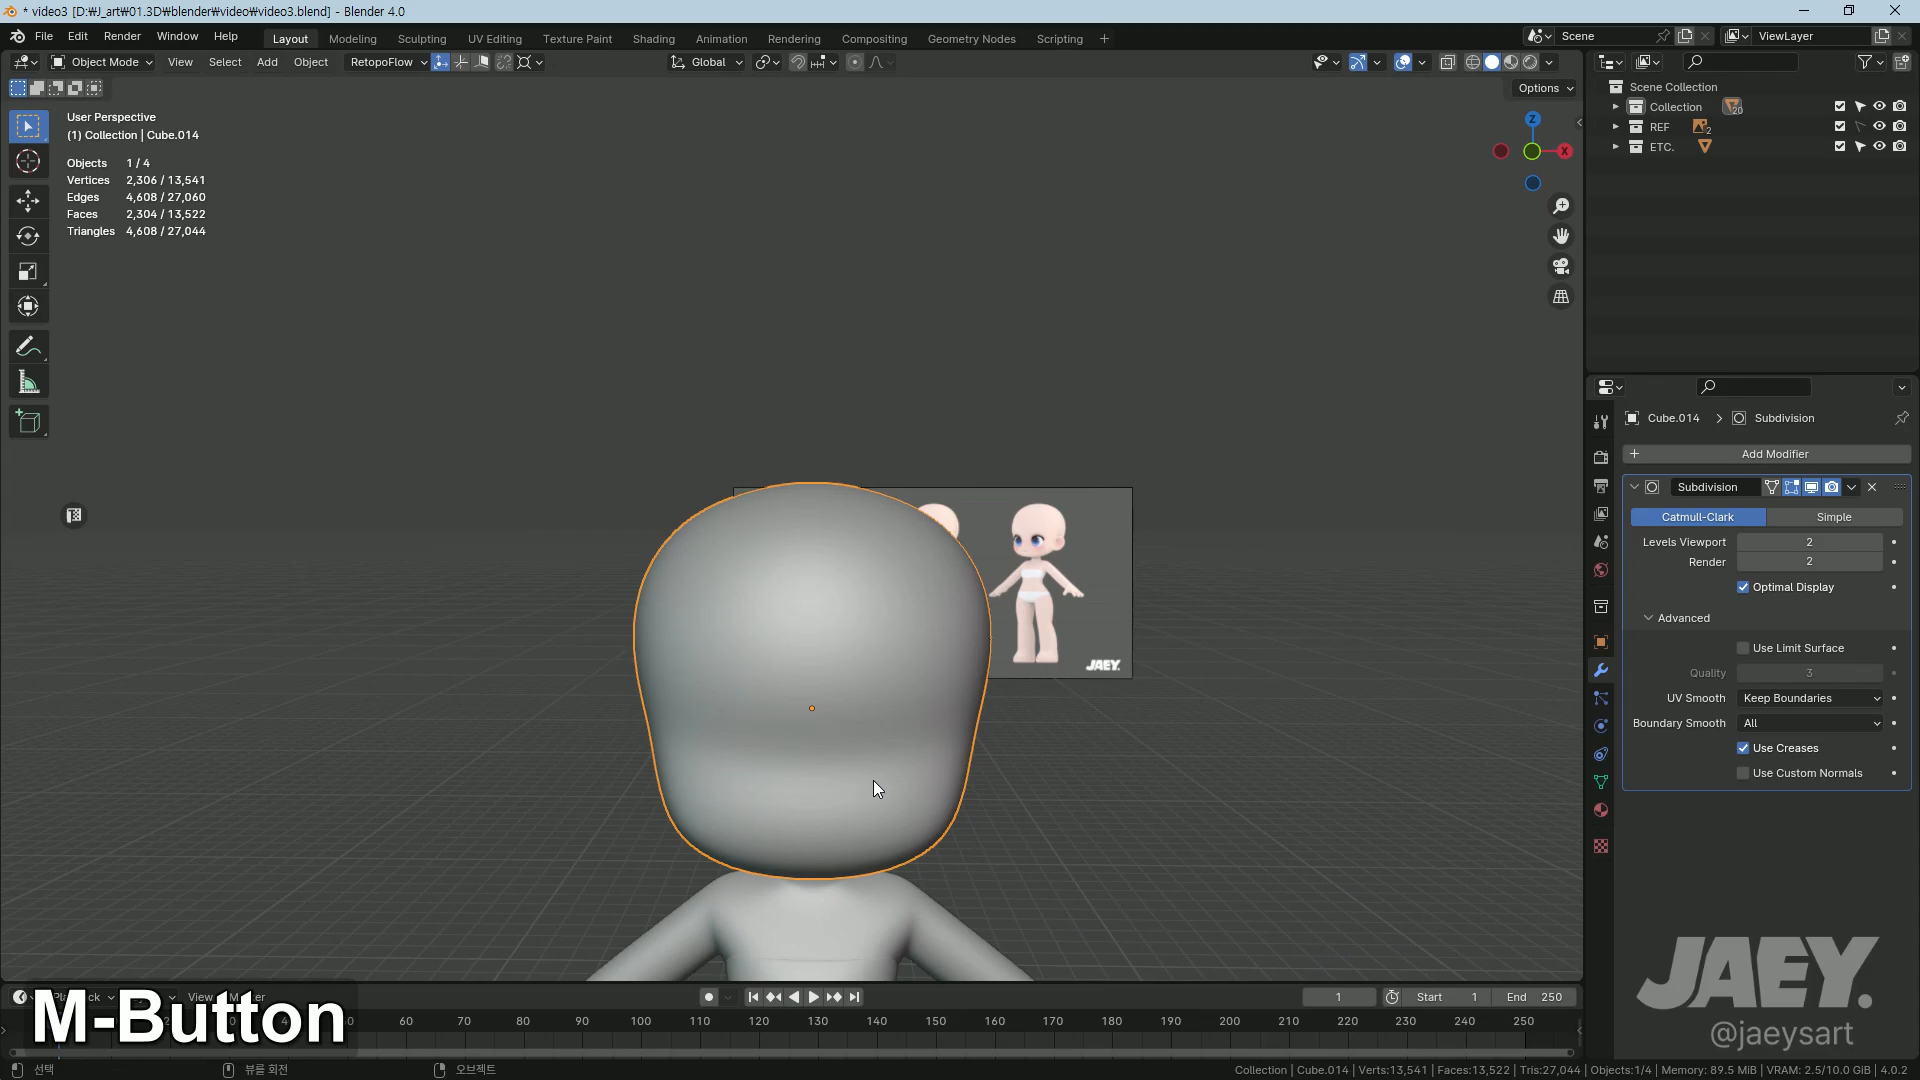 * video3 [D:₩J_art₩01.3D₩blender₩video₩video3.blend] - Blender 4.0
File Edit Render Window Help
Layout Modeling Sculpting UV Editing Texture Paint Shading Animation Rendering Compositing Geometry Nodes Scripting +
Scene
ViewLayer
Object Mode View Select Add Object RetopoFlow Global
Options
User Perspective
(1) Collection | Cube.014
Objects 1 / 4
Vertices 2,306 / 13,541
Edges 4,608 / 27,060
Faces 2,304 / 13,522
Triangles 4,608 / 27,044
Z
X
JAEY.
Scene Collection
Collection 20
REF 2
ETC.
Cube.014 > Subdivision
+ Add Modifier
Subdivision
Catmull-Clark Simple
Levels Viewport 2
Render 2
Optimal Display
Advanced
Use Limit Surface
Quality 3
UV Smooth Keep Boundaries
Boundary Smooth All
Use Creases
Use Custom Normals
JAEY.
@jaeysart
View
M-Button
1 Start 1 End 250
60 70 80 90 100 110 120 130 140 150 160 170 180 190 200 210 220 230 240 250
선택 뷰를 회전 오브젝트
Collection | Cube.014 | Verts:13,541 | Faces:13,522 | Tris:27,044 | Objects:1/4 | Memory: 89.5 MiB | VRAM: 2.5/10.0 GiB | 4.0.2